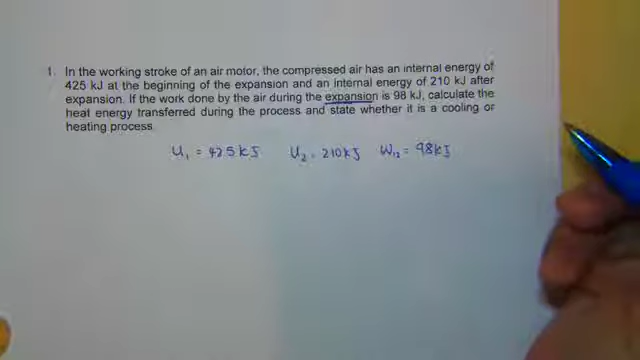 1. In the working stroke of an air motor, the compressed air has an internal energy of
425 kJ at the beginning of the expansion and an internal energy of 210 kJ after
expansion. If the work done by the air during the expansion is 98 kJ, calculate the
heat energy transferred during the process and state whether it is a cooling or
heating process
U₁ = 425 kJ U₂ = 210 kJ W₁₂ = 98 kJ